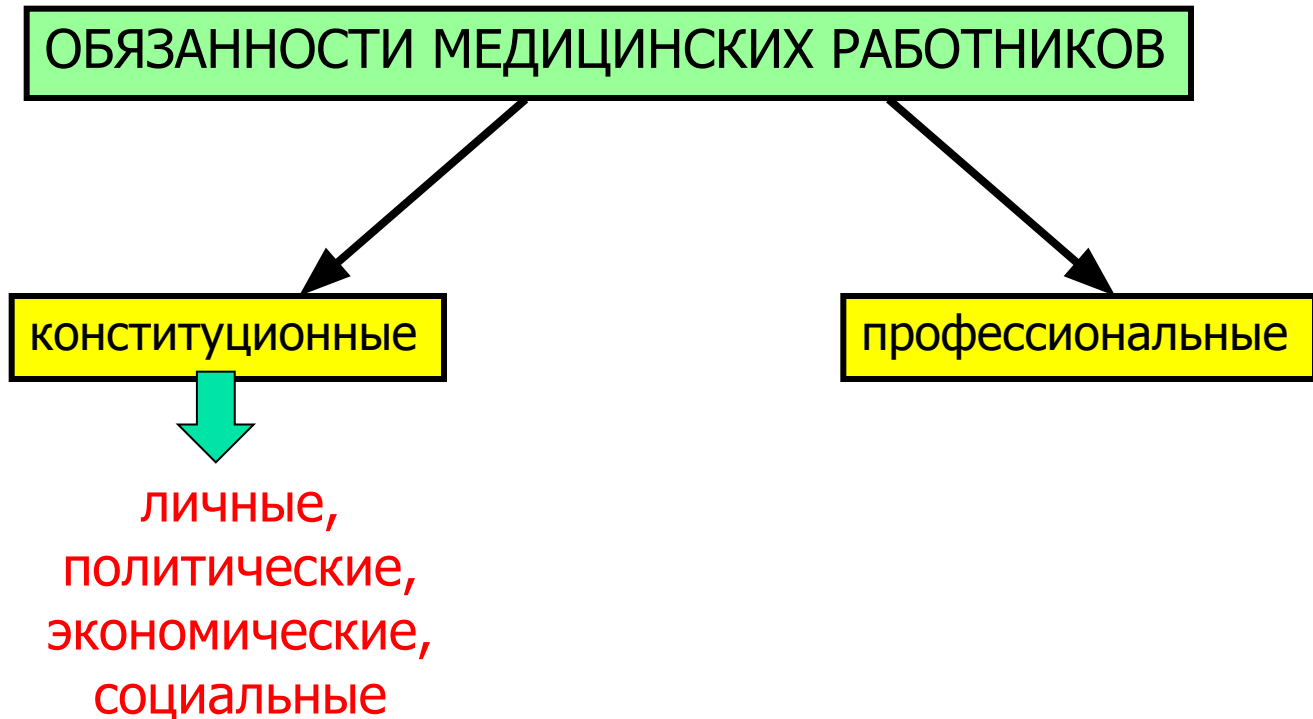 ОБЯЗАННОСТИ МЕДИЦИНСКИХ РАБОТНИКОВ
конституционные
профессиональные
личные,
политические,
экономические,
социальные